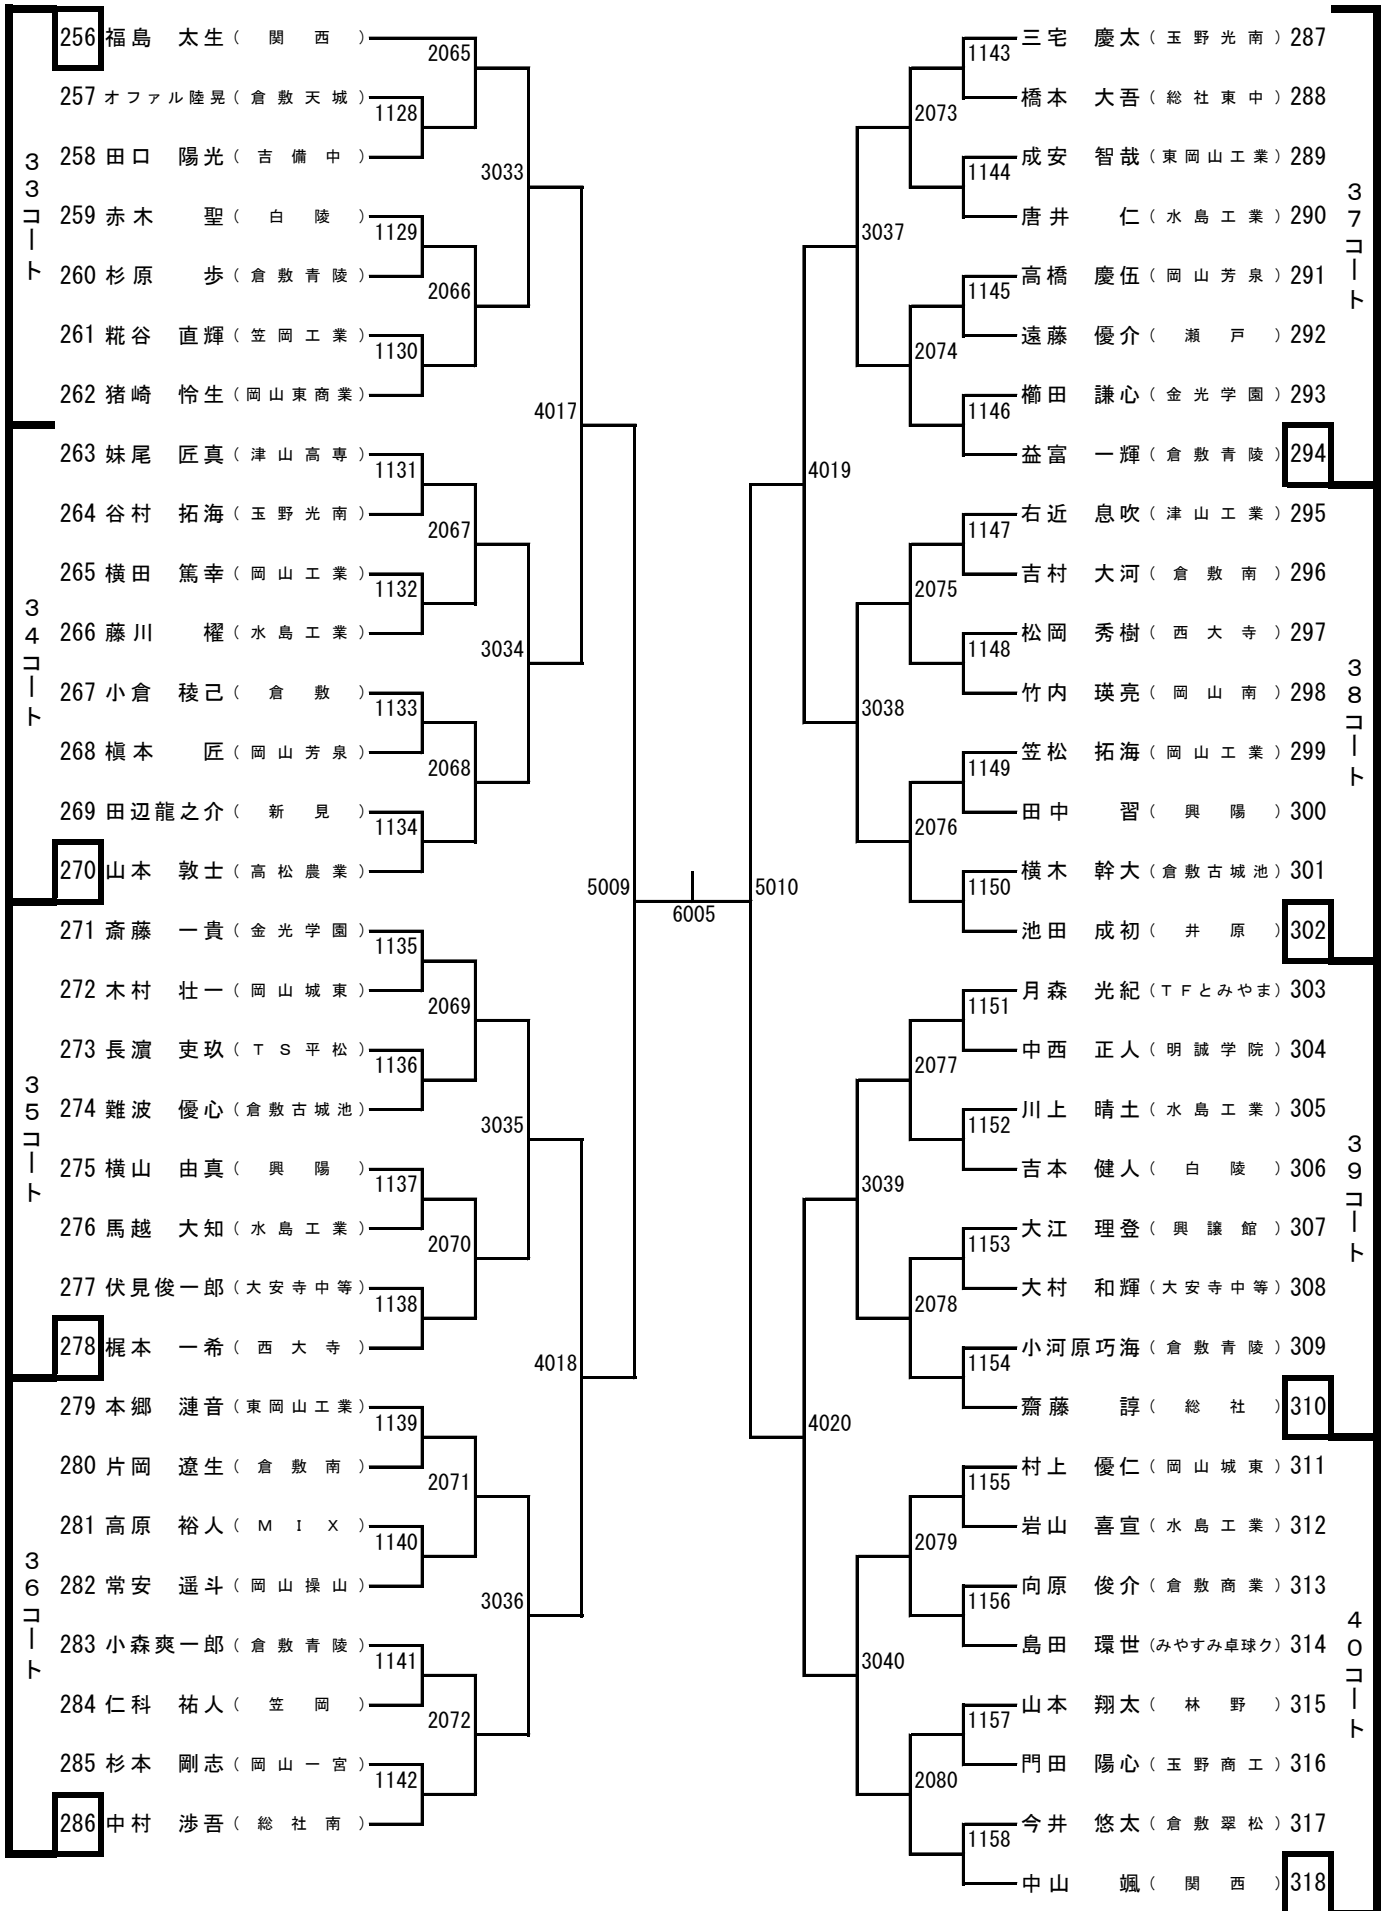 33コート
256 福島 太生 (関西)
257 オファル陸晃 (倉敷天城)
258 田口 陽光 (吉備中)
259 赤木 聖 (白陵)
260 杉原 歩 (倉敷青陵)
261 糀谷 直輝 (笠岡工業)
262 猪崎 怜生 (岡山東商業)
34コート
263 妹尾 匠真 (津山高専)
264 谷村 拓海 (玉野光南)
265 横田 篤幸 (岡山工業)
266 藤川 櫂 (水島工業)
267 小倉 稜己 (倉敷)
268 槇本 匠 (岡山芳泉)
269 田辺龍之介 (新見)
270 山本 敦士 (高松農業)
35コート
271 斎藤 一貴 (金光学園)
272 木村 壮一 (岡山城東)
273 長濵 吏玖 (TS平松)
274 難波 優心 (倉敷古城池)
275 横山 由真 (興陽)
276 馬越 大知 (水島工業)
277 伏見俊一郎 (大安寺中等)
278 梶本 一希 (西大寺)
36コート
279 本郷 漣音 (東岡山工業)
280 片岡 遼生 (倉敷南)
281 高原 裕人 (MIX)
282 常安 遥斗 (岡山操山)
283 小森爽一郎 (倉敷青陵)
284 仁科 祐人 (笠岡)
285 杉本 剛志 (岡山一宮)
286 中村 渉吾 (総社南)
1128
1129
1130
1131
1132
1133
1134
1135
1136
1137
1138
1139
1140
1141
1142
2065
2066
2067
2068
2069
2070
2071
2072
3033
3034
3035
3036
4017
4018
5009
6005
5010
4019
4020
3037
3038
3039
3040
2073
2074
2075
2076
2077
2078
2079
2080
1143
1144
1145
1146
1147
1148
1149
1150
1151
1152
1153
1154
1155
1156
1157
1158
37コート
三宅 慶太 (玉野光南) 287
橋本 大吾 (総社東中) 288
成安 智哉 (東岡山工業) 289
唐井 仁 (水島工業) 290
高橋 慶伍 (岡山芳泉) 291
遠藤 優介 (瀬戸) 292
櫛田 謙心 (金光学園) 293
益富 一輝 (倉敷青陵) 294
38コート
右近 息吹 (津山工業) 295
吉村 大河 (倉敷南) 296
松岡 秀樹 (西大寺) 297
竹内 瑛亮 (岡山南) 298
笠松 拓海 (岡山工業) 299
田中 習 (興陽) 300
横木 幹大 (倉敷古城池) 301
池田 成初 (井原) 302
39コート
月森 光紀 (TFとみやま) 303
中西 正人 (明誠学院) 304
川上 晴土 (水島工業) 305
吉本 健人 (白陵) 306
大江 理登 (興譲館) 307
大村 和輝 (大安寺中等) 308
小河原巧海 (倉敷青陵) 309
齋藤 諄 (総社) 310
40コート
村上 優仁 (岡山城東) 311
岩山 喜宣 (水島工業) 312
向原 俊介 (倉敷商業) 313
島田 環世 (みやすみ卓球ク) 314
山本 翔太 (林野) 315
門田 陽心 (玉野商工) 316
今井 悠太 (倉敷翠松) 317
中山 颯 (関西) 318